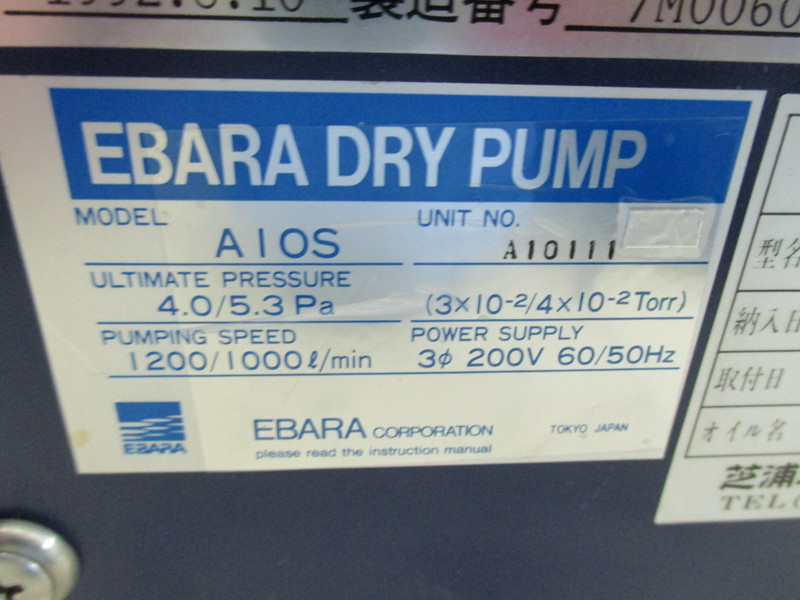 製造番号 7M0060
EBARA DRY PUMP
MODEL
A10S
UNIT NO.
A10111
ULTIMATE PRESSURE
4.0/5.3 Pa
(3×10-2/4×10-2 Torr)
PUMPING SPEED
1200/1000ℓ/min
POWER SUPPLY
3φ 200V 60/50Hz
EBARA
EBARA CORPORATION
TOKYO JAPAN
please read the instruction manual
型名
納入日
取付日
オイル名
芝浦
TEL